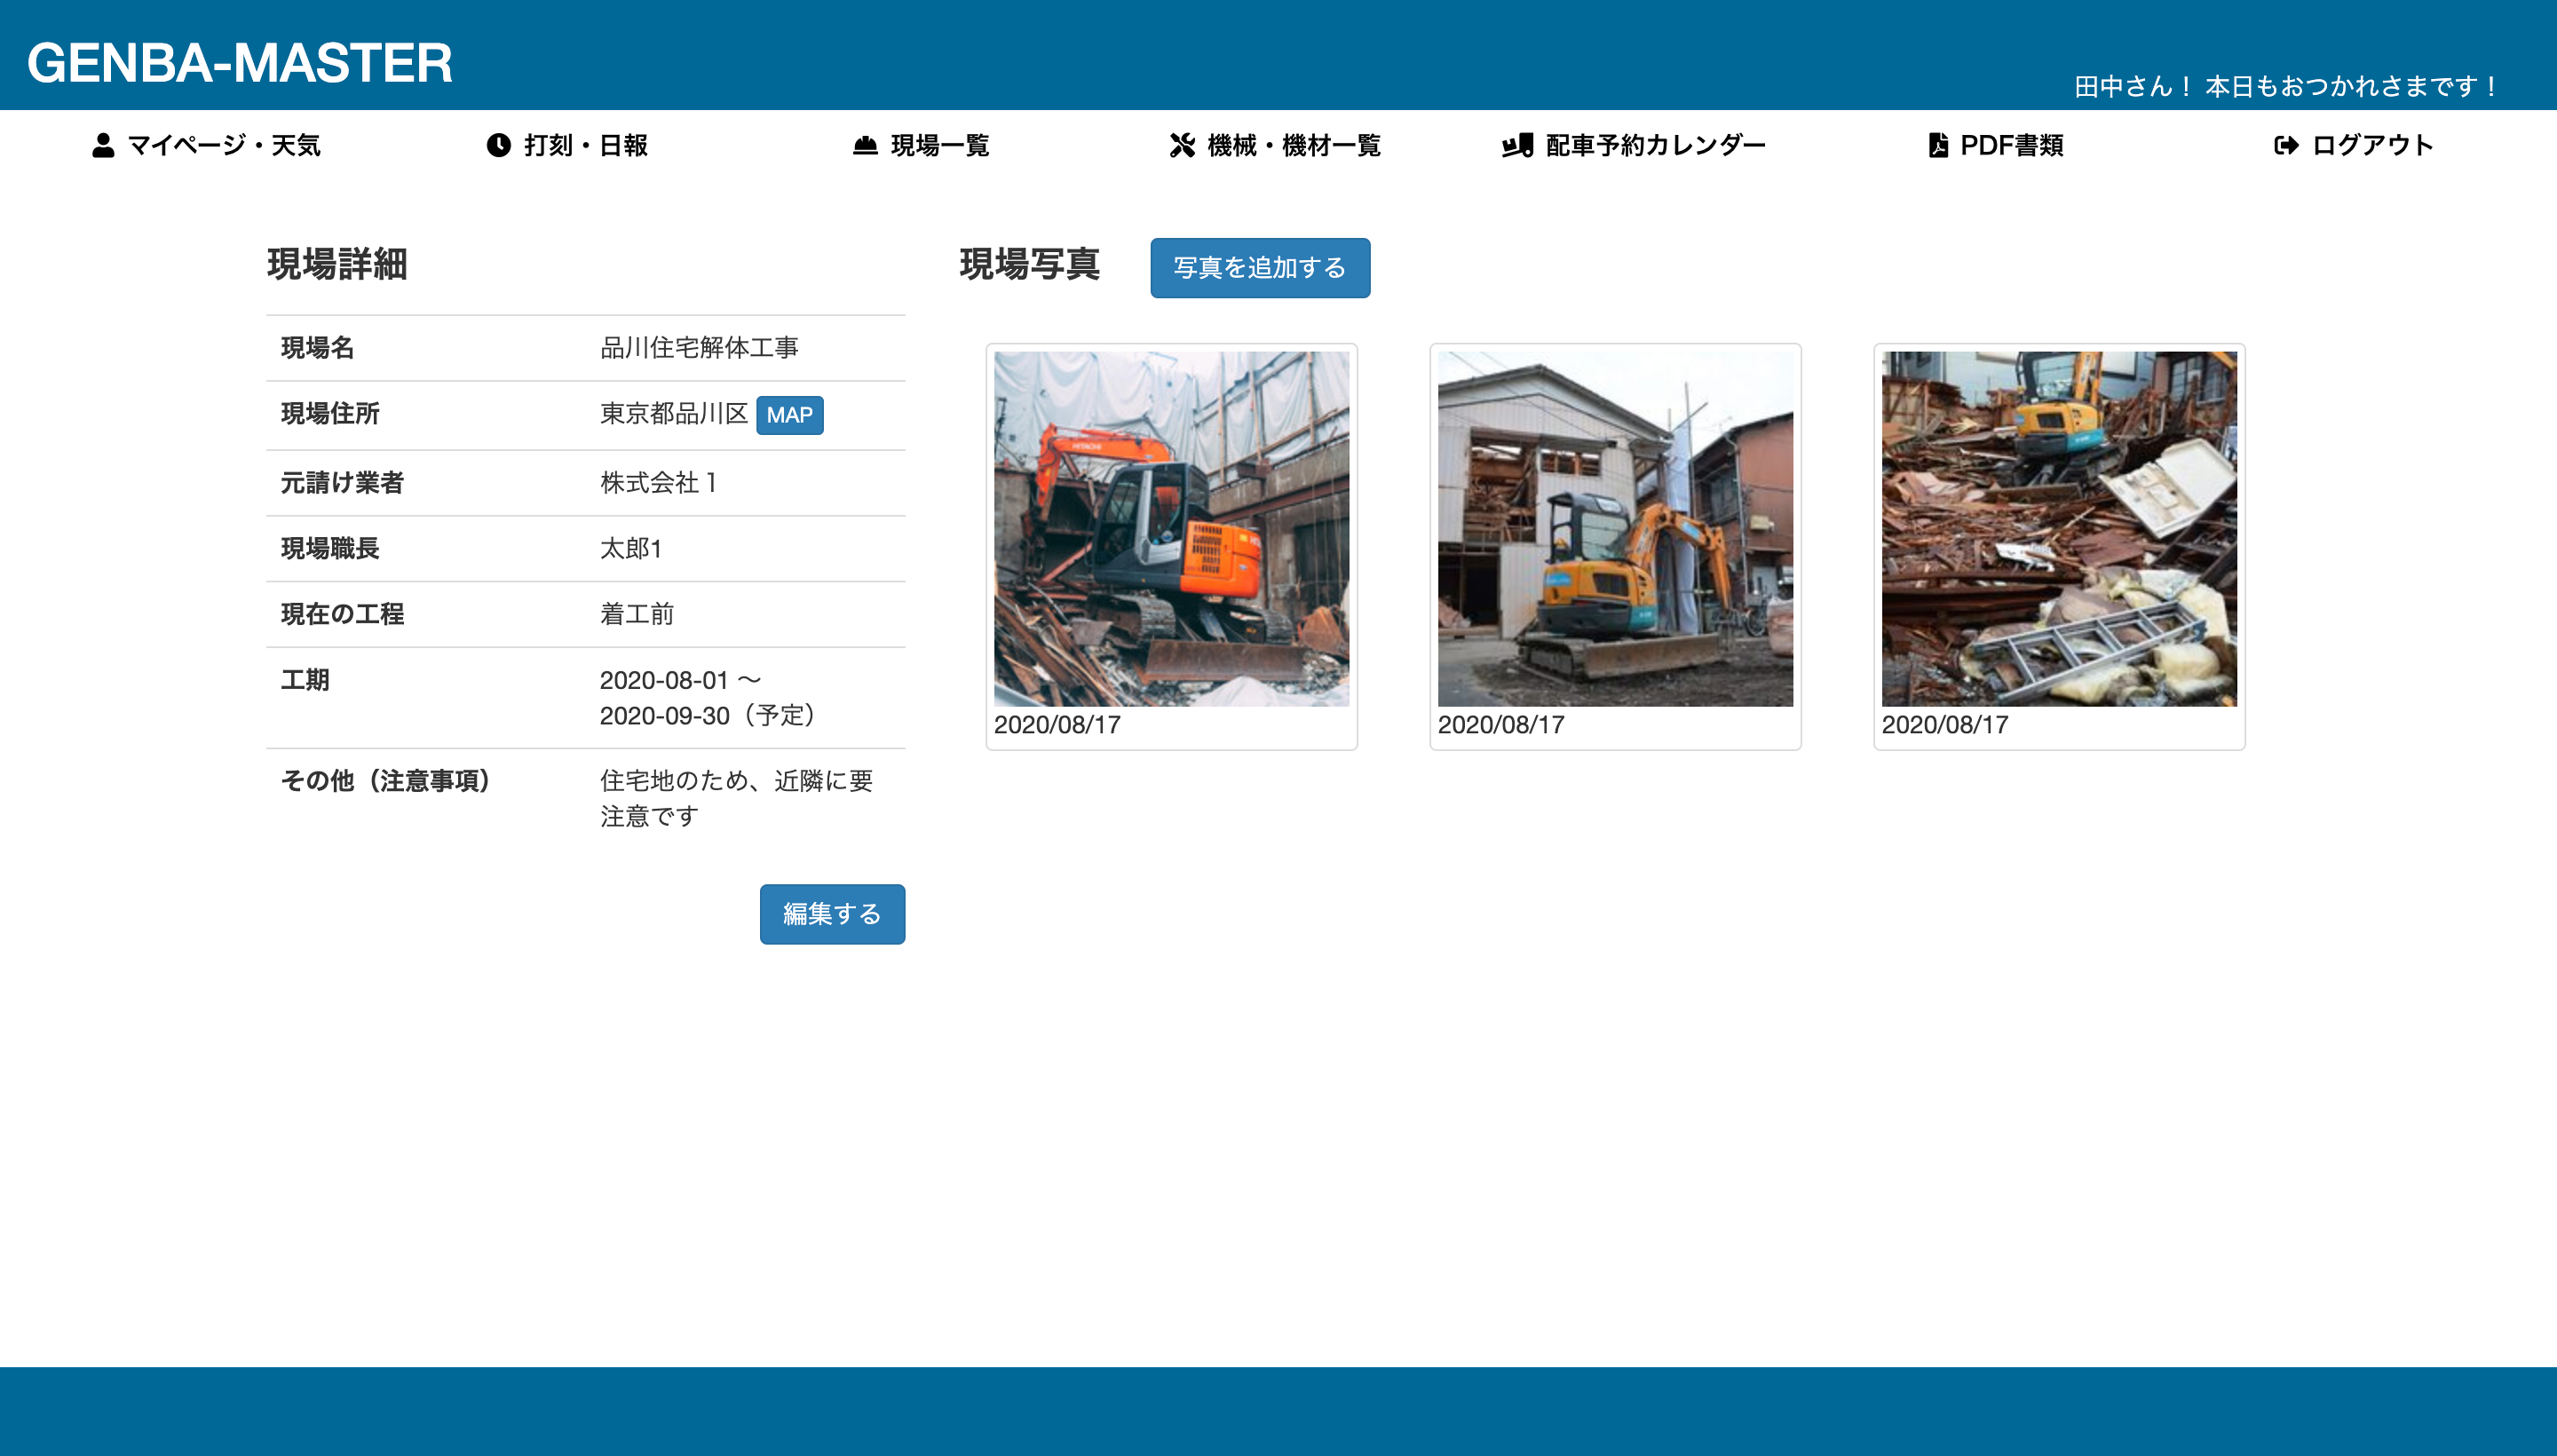 GENBA-MASTER
田中さん！ 本日もおつかれさまです！
マイページ・天気
打刻・日報
現場一覧
機械・機材一覧
配車予約カレンダー
PDF書類
ログアウト
現場詳細
現場名 品川住宅解体工事
現場住所 東京都品川区 MAP
元請け業者 株式会社１
現場職長 太郎1
現在の工程 着工前
工期 2020-08-01 〜
2020-09-30（予定）
その他（注意事項） 住宅地のため、近隣に要
注意です
編集する
現場写真 写真を追加する
HITACHI
2020/08/17
2020/08/17
2020/08/17